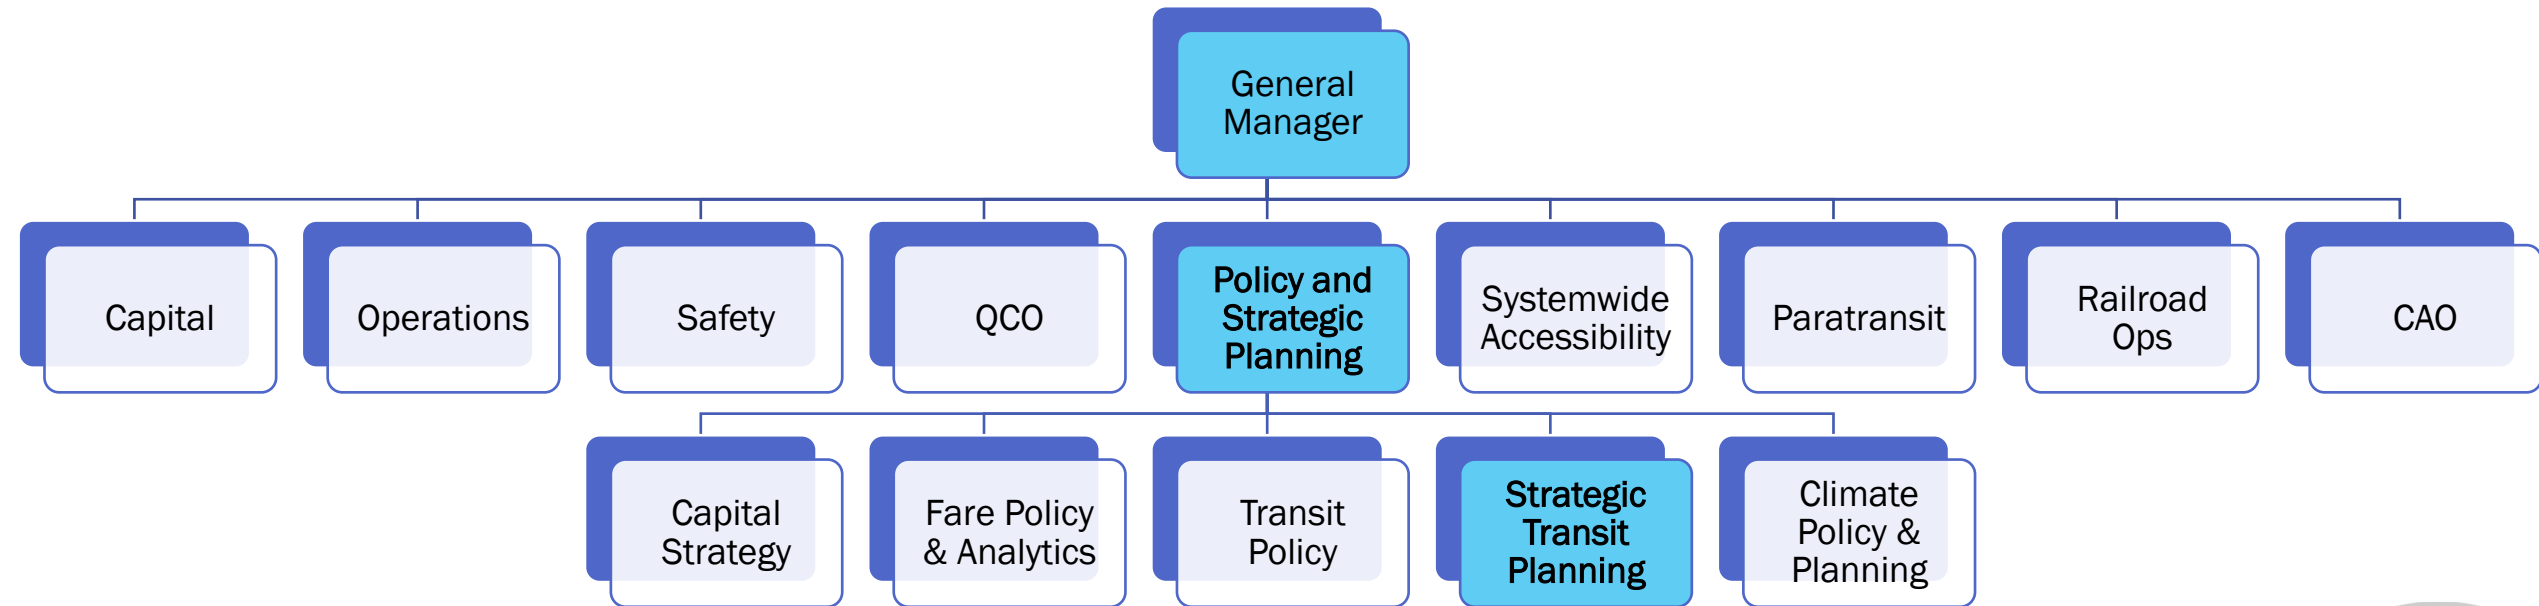 General
Manager
Capital
Operations
Safety
QCO
Policy and
Strategic
Planning
Systemwide
Accessibility
Paratransit
Railroad
Ops
CAO
Capital
Strategy
Fare Policy
& Analytics
Transit
Policy
Strategic
Transit
Planning
Climate
Policy &
Planning